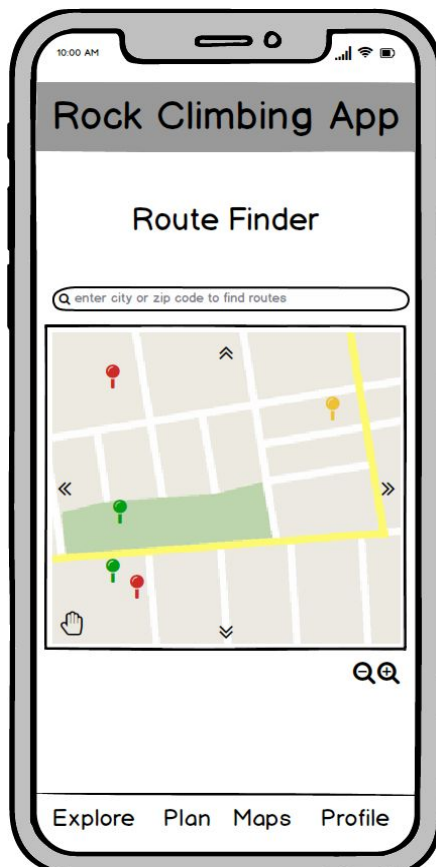 10:00 AM
Rock Climbing App
Route Finder
enter city or zip code to find routes
Explore Plan Maps Profile